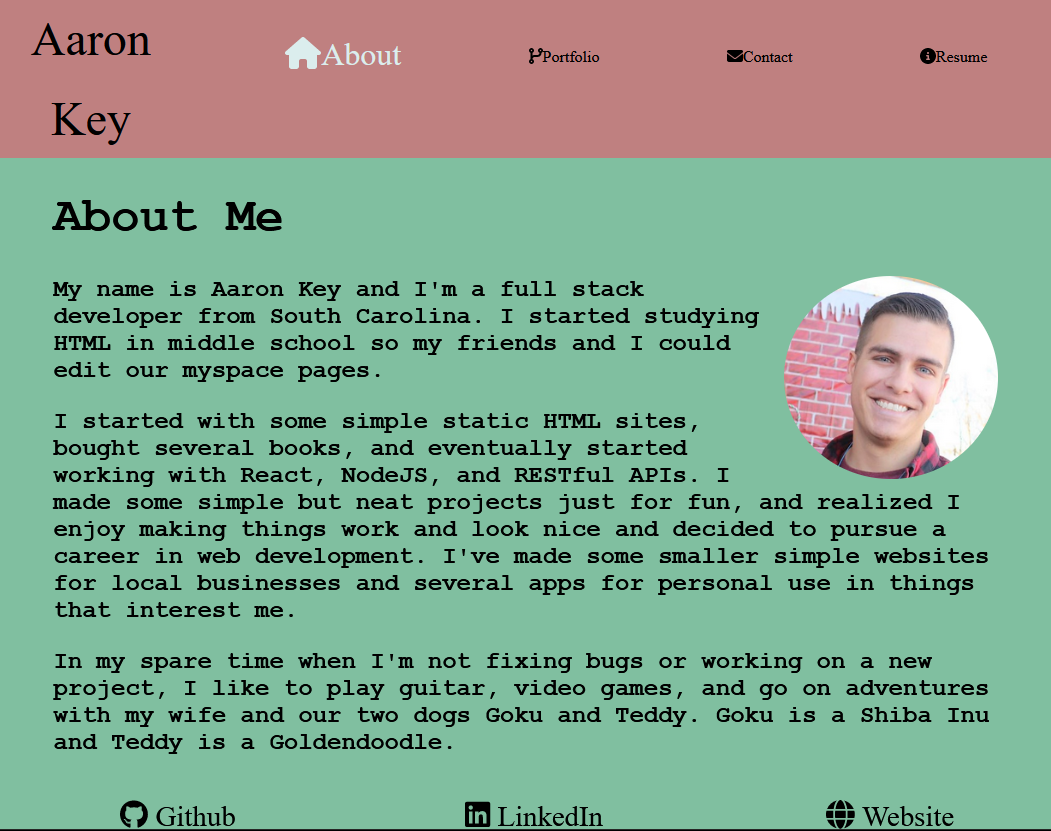 Aaron
Key
About
Portfolio
Contact
Resume
About Me
My name is Aaron Key and I'm a full stack
developer from South Carolina. I started studying
HTML in middle school so my friends and I could
edit our myspace pages.
I started with some simple static HTML sites,
bought several books, and eventually started
working with React, NodeJS, and RESTful APIs. I
made some simple but neat projects just for fun, and realized I
enjoy making things work and look nice and decided to pursue a
career in web development. I've made some smaller simple websites
for local businesses and several apps for personal use in things
that interest me.
In my spare time when I'm not fixing bugs or working on a new
project, I like to play guitar, video games, and go on adventures
with my wife and our two dogs Goku and Teddy. Goku is a Shiba Inu
and Teddy is a Goldendoodle.
Github
LinkedIn
Website